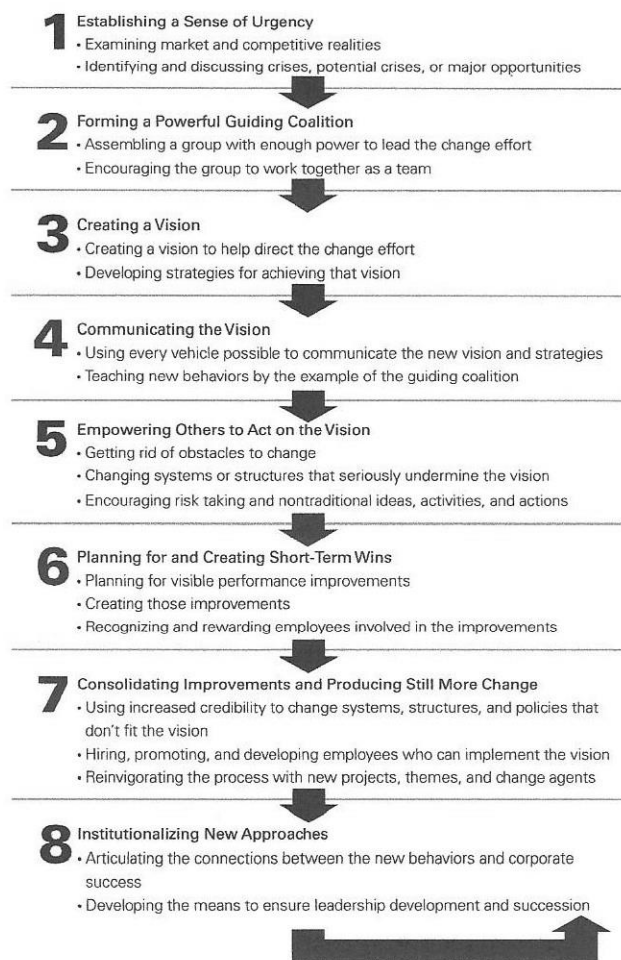 1 Establishing a Sense of Urgency
• Examining market and competitive realities
• Identifying and discussing crises, potential crises, or major opportunities
2 Forming a Powerful Guiding Coalition
• Assembling a group with enough power to lead the change effort
• Encouraging the group to work together as a team
3 Creating a Vision
• Creating a vision to help direct the change effort
• Developing strategies for achieving that vision
4 Communicating the Vision
• Using every vehicle possible to communicate the new vision and strategies
• Teaching new behaviors by the example of the guiding coalition
5 Empowering Others to Act on the Vision
• Getting rid of obstacles to change
• Changing systems or structures that seriously undermine the vision
• Encouraging risk taking and nontraditional ideas, activities, and actions
6 Planning for and Creating Short-Term Wins
• Planning for visible performance improvements
• Creating those improvements
• Recognizing and rewarding employees involved in the improvements
7 Consolidating Improvements and Producing Still More Change
• Using increased credibility to change systems, structures, and policies that
don't fit the vision
• Hiring, promoting, and developing employees who can implement the vision
• Reinvigorating the process with new projects, themes, and change agents
8 Institutionalizing New Approaches
• Articulating the connections between the new behaviors and corporate
success
• Developing the means to ensure leadership development and succession